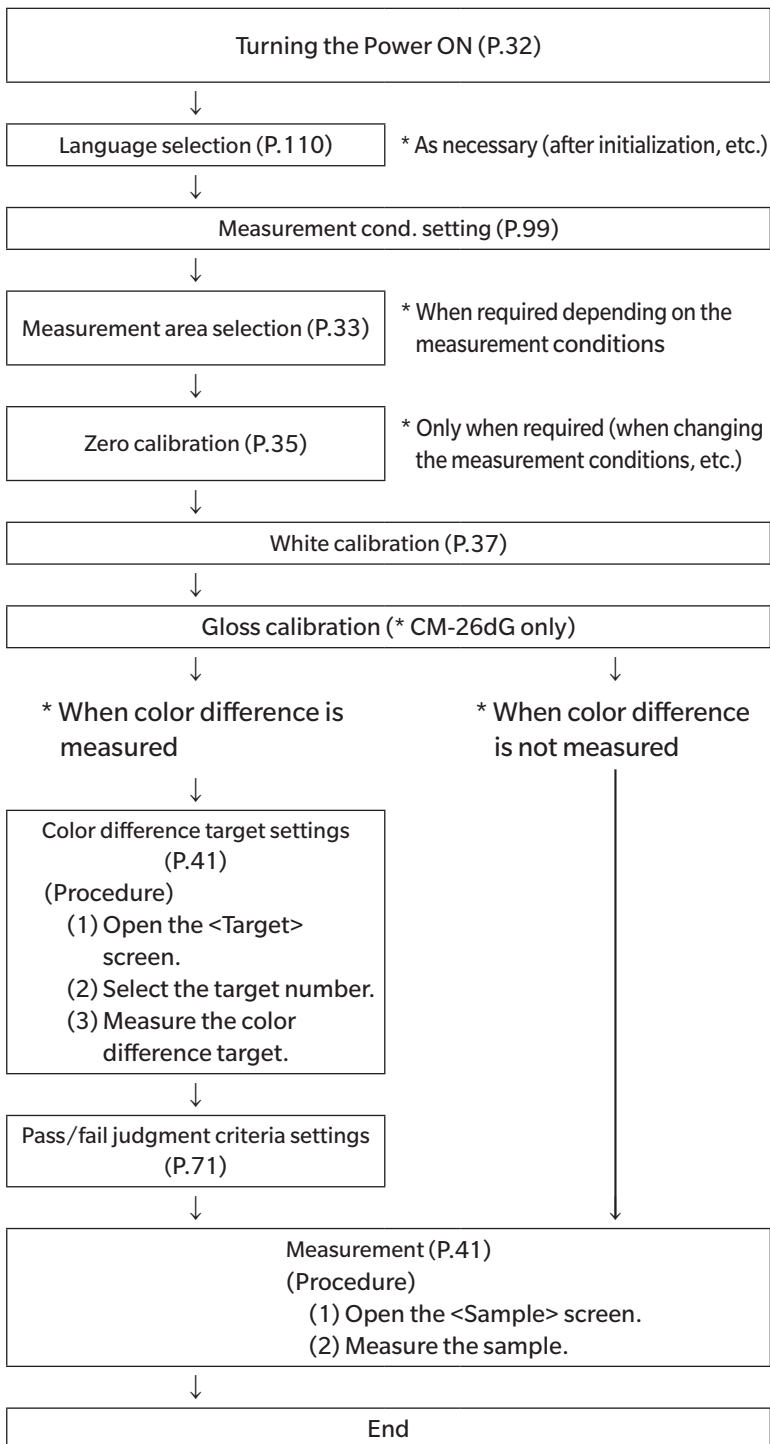 Turning the Power ON (P.32)
↓
Language selection (P.110)
* As necessary (after initialization, etc.)
↓
Measurement cond. setting (P.99)
↓
Measurement area selection (P.33)
* When required depending on the
measurement conditions
↓
Zero calibration (P.35)
* Only when required (when changing
the measurement conditions, etc.)
↓
White calibration (P.37)
↓
Gloss calibration (* CM-26dG only)
↓ ↓
* When color difference is
measured
* When color difference
is not measured
↓
Color difference target settings
(P.41)
(Procedure)
(1) Open the <Target>
screen.
(2) Select the target number.
(3) Measure the color
difference target.
↓
Pass/fail judgment criteria settings
(P.71)
↓
Measurement (P.41)
(Procedure)
(1) Open the <Sample> screen.
(2) Measure the sample.
↓
End